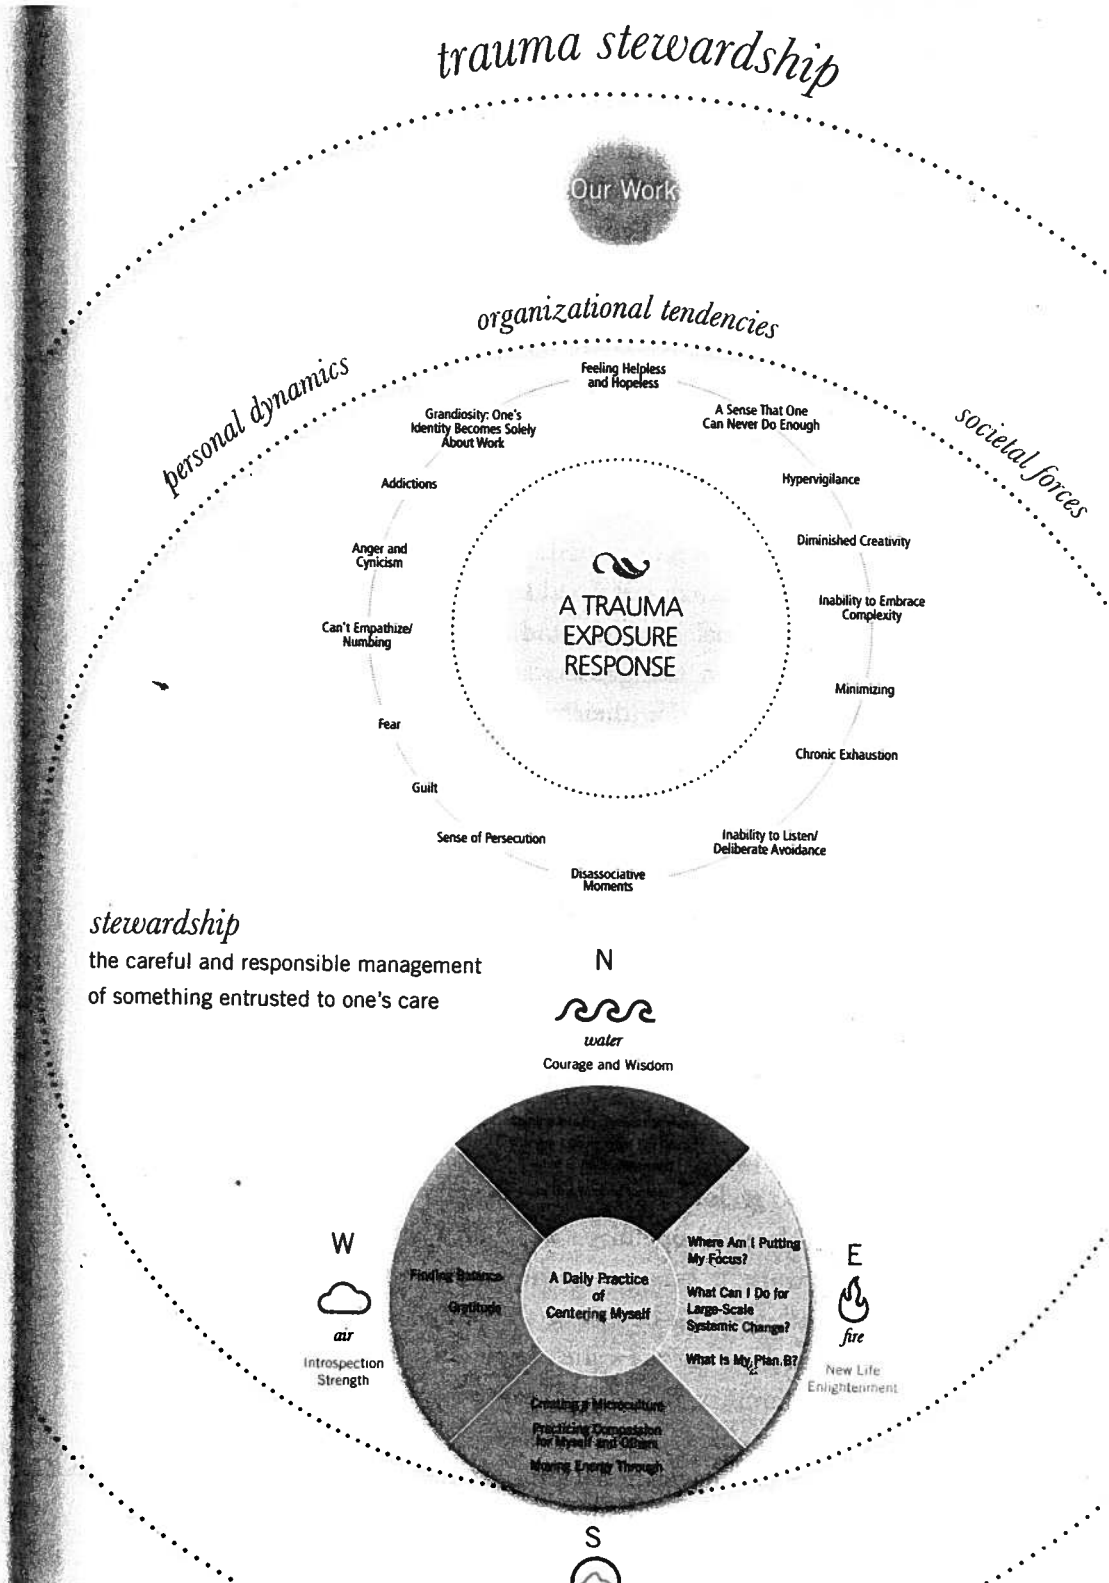 trauma stewardship
Our Work
organizational tendencies
personal dynamics
societal forces
Feeling Helpless
and Hopeless
A Sense That One
Can Never Do Enough
Hypervigilance
Diminished Creativity
Inability to Embrace
Complexity
Minimizing
Chronic Exhaustion
Inability to Listen/
Deliberate Avoidance
Disassociative
Moments
Sense of Persecution
Guilt
Fear
Can't Empathize/
Numbing
Anger and
Cynicism
Addictions
Grandiosity: One's
Identity Becomes Solely
About Work
A TRAUMA
EXPOSURE
RESPONSE
stewardship
the careful and responsible management
of something entrusted to one's care
N
water
Courage and Wisdom
W
air
Introspection
Strength
Finding Balance
Gratitude
A Daily Practice
of
Centering Myself
Where Am I Putting
My Focus?
What Can I Do for
Large-Scale
Systemic Change?
What Is My Plan B?
E
fire
New Life
Enlightenment
Creating a Microculture
Practicing Compassion
for Myself and Others
Moving Energy Through
S